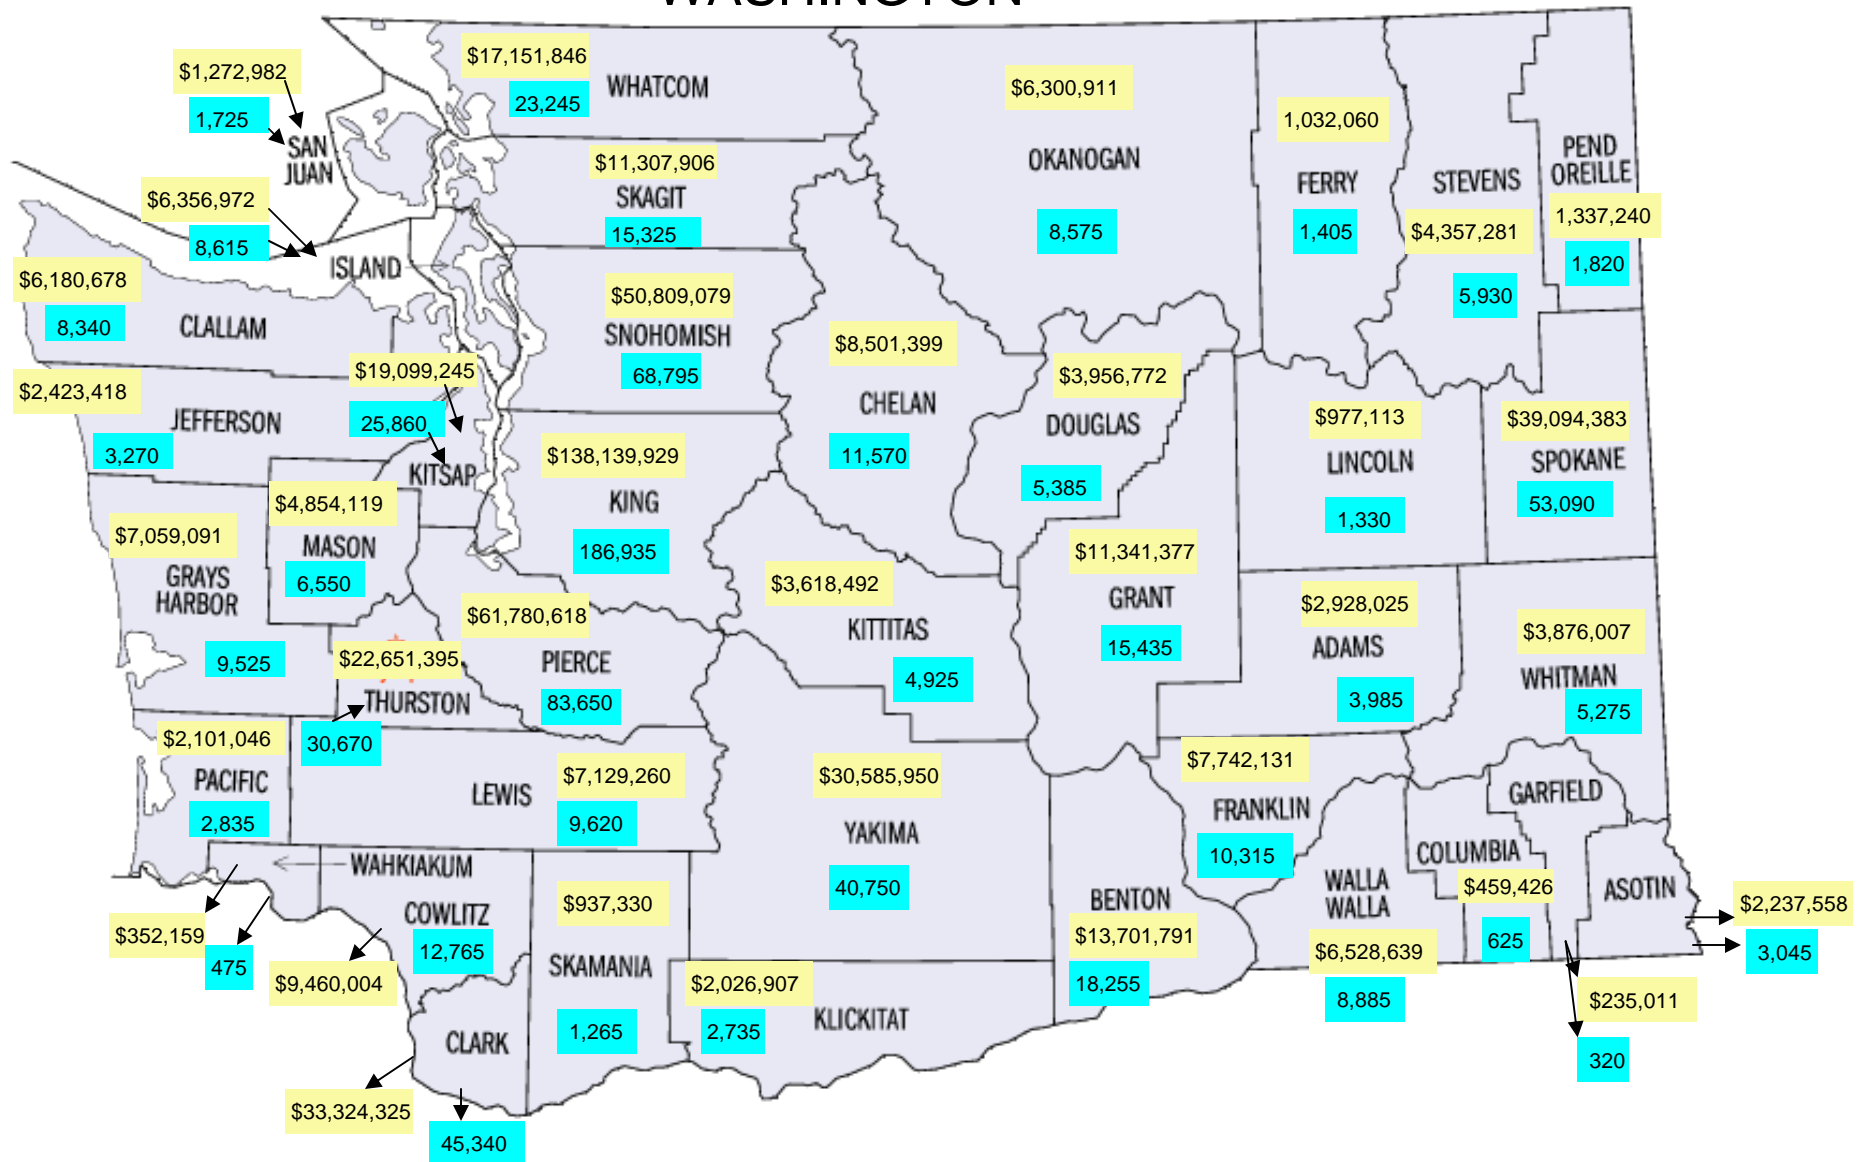 WASHINGTON
$17,151,846
WHATCOM
23,245
$1,272,982
1,725
SAN
JUAN
$6,300,911
OKANOGAN
8,575
1,032,060
FERRY
1,405
STEVENS
$4,357,281
5,930
PEND
OREILLE
1,337,240
1,820
$11,307,906
SKAGIT
15,325
$6,356,972
8,615
ISLAND
$6,180,678
8,340
CLALLAM
$50,809,079
SNOHOMISH
68,795
$8,501,399
CHELAN
11,570
$3,956,772
DOUGLAS
5,385
$977,113
LINCOLN
1,330
$39,094,383
SPOKANE
53,090
$2,423,418
JEFFERSON
3,270
$19,099,245
25,860
KITSAP
$138,139,929
KING
186,935
$4,854,119
MASON
6,550
$7,059,091
GRAYS
HARBOR
9,525
$3,618,492
KITTITAS
4,925
$11,341,377
GRANT
15,435
$2,928,025
ADAMS
3,985
$3,876,007
WHITMAN
5,275
$61,780,618
PIERCE
83,650
$22,651,395
THURSTON
30,670
$2,101,046
PACIFIC
2,835
LEWIS
$7,129,260
9,620
$30,585,950
YAKIMA
40,750
$7,742,131
FRANKLIN
10,315
GARFIELD
COLUMBIA
$459,426
625
WALLA
WALLA
$6,528,639
8,885
ASOTIN
$2,237,558
3,045
$235,011
320
BENTON
$13,701,791
18,255
WAHKIAKUM
$352,159
475
COWLITZ
12,765
$9,460,004
$937,330
SKAMANIA
1,265
$2,026,907
2,735
KLICKITAT
CLARK
$33,324,325
45,340